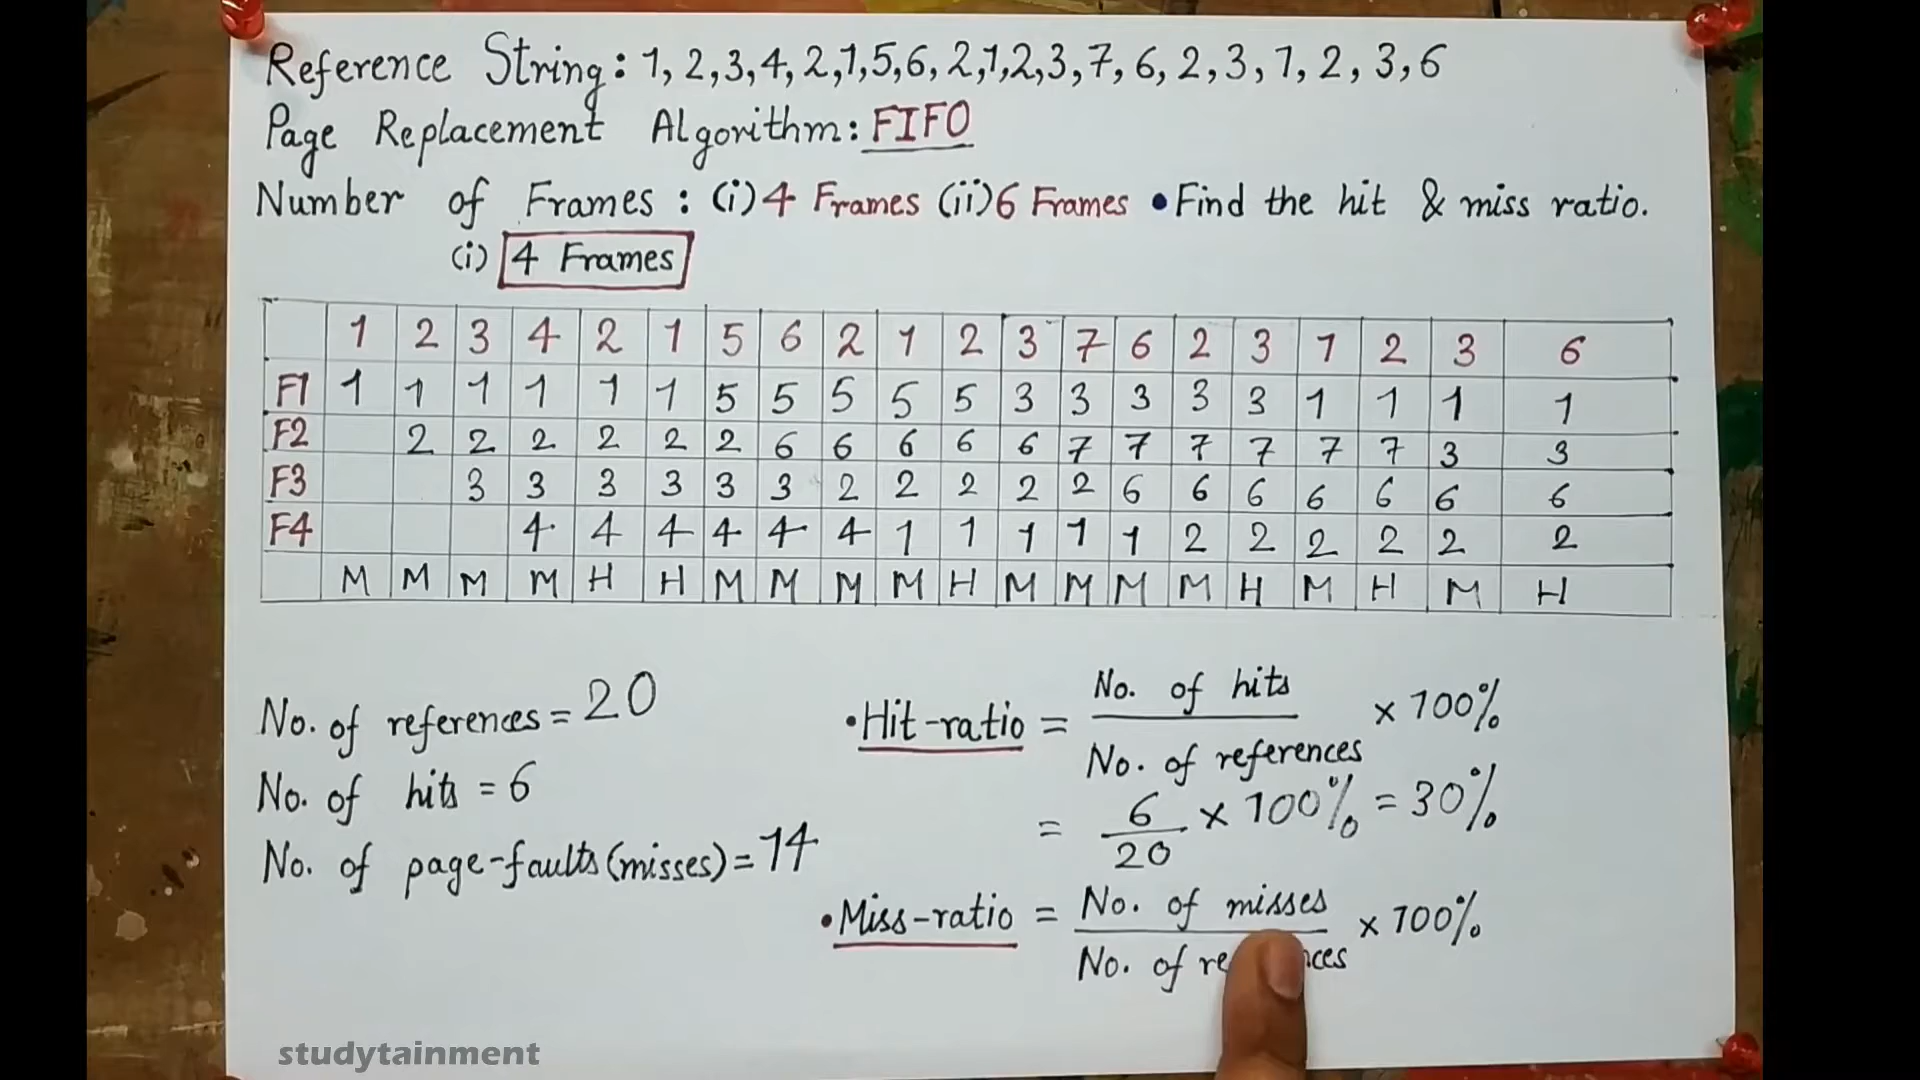 Reference String: 1, 2, 3, 4, 2, 1, 5, 6, 2, 1, 2, 3, 7, 6, 2, 3, 1, 2, 3, 6
Page Replacement Algorithm: FIFO
Number of Frames : (i) 4 Frames (ii) 6 Frames • Find the hit & miss ratio.
(i) 4 Frames
1 2 3 4 2 1 5 6 2 1 2 3 7 6 2 3 1 2 3 6
F1 1 1 1 1 1 1 5 5 5 5 5 3 3 3 3 3 1 1 1 1
F2 2 2 2 2 2 2 6 6 6 6 6 7 7 7 7 7 7 3 3
F3 3 3 3 3 3 3 2 2 2 2 2 6 6 6 6 6 6 6
F4 4 4 4 4 4 4 1 1 1 1 1 2 2 2 2 2 2
M M M M H H M M M M H M M M M H M H M H
No. of references = 20
No. of hits = 6
No. of page-faults (misses) = 14
• Hit-ratio = No. of hits × 100%
No. of references
= 6 × 100% = 30%
20
• Miss-ratio = No. of misses × 100%
No. of
studytainment